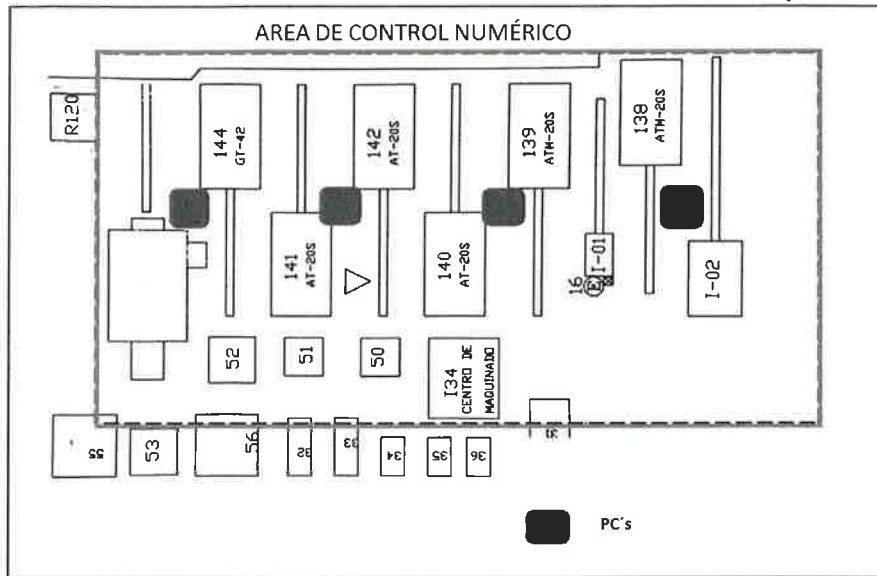 AREA DE CONTROL NUMÉRICO
R120
144
GT-42
142
AT-20S
139
ATM-20S
138
ATM-20S
141
AT-20S
140
AT-20S
16
E
I-01
I-02
52
51
50
I34
CENTRO DE
MAQUINADO
55
53
56
32
33
34
35
36
PC´s